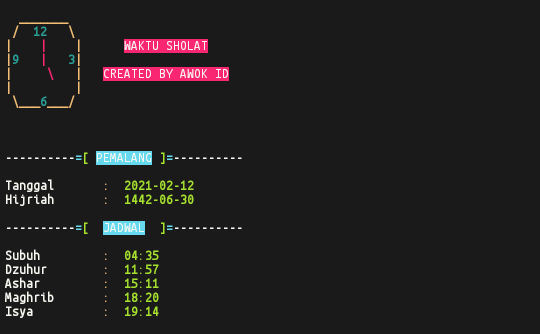 12
WAKTU SHOLAT
9 3
CREATED BY AWOK ID
6
----------=[ PEMALANG ]=----------
Tanggal : 2021-02-12
Hijriah : 1442-06-30
----------=[ JADWAL ]=----------
Subuh : 04:35
Dzuhur : 11:57
Ashar : 15:11
Maghrib : 18:20
Isya : 19:14